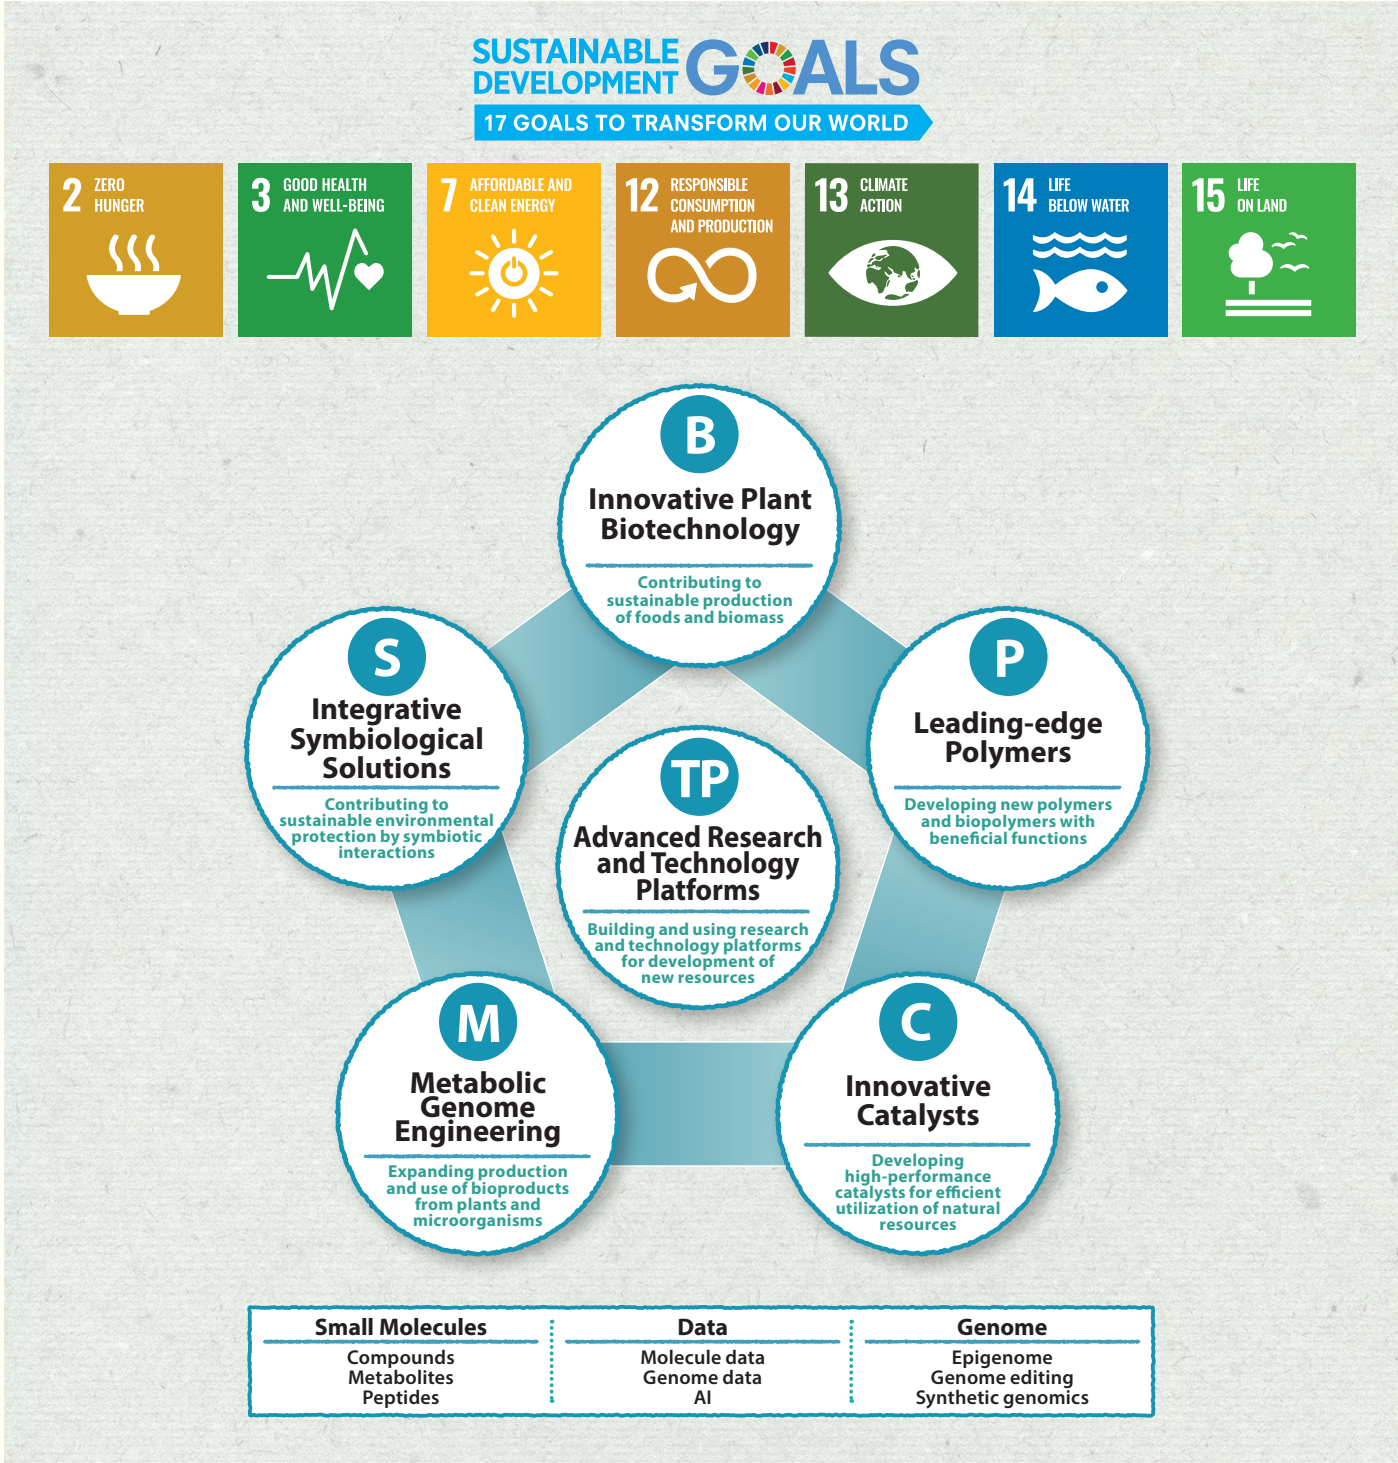 SUSTAINABLE
DEVELOPMENT
GOALS
17 GOALS TO TRANSFORM OUR WORLD
2 ZERO
HUNGER
3 GOOD HEALTH
AND WELL-BEING
7 AFFORDABLE AND
CLEAN ENERGY
12 RESPONSIBLE
CONSUMPTION
AND PRODUCTION
13 CLIMATE
ACTION
14 LIFE
BELOW WATER
15 LIFE
ON LAND
B
Innovative Plant
Biotechnology
Contributing to
sustainable production
of foods and biomass
S
Integrative
Symbiological
Solutions
Contributing to
sustainable environmental
protection by symbiotic
interactions
P
Leading-edge
Polymers
Developing new polymers
and biopolymers with
beneficial functions
TP
Advanced Research
and Technology
Platforms
Building and using research
and technology platforms
for development of
new resources
M
Metabolic
Genome
Engineering
Expanding production
and use of bioproducts
from plants and
microorganisms
C
Innovative
Catalysts
Developing
high-performance
catalysts for efficient
utilization of natural
resources
Small Molecules
Compounds
Metabolites
Peptides
Data
Molecule data
Genome data
AI
Genome
Epigenome
Genome editing
Synthetic genomics